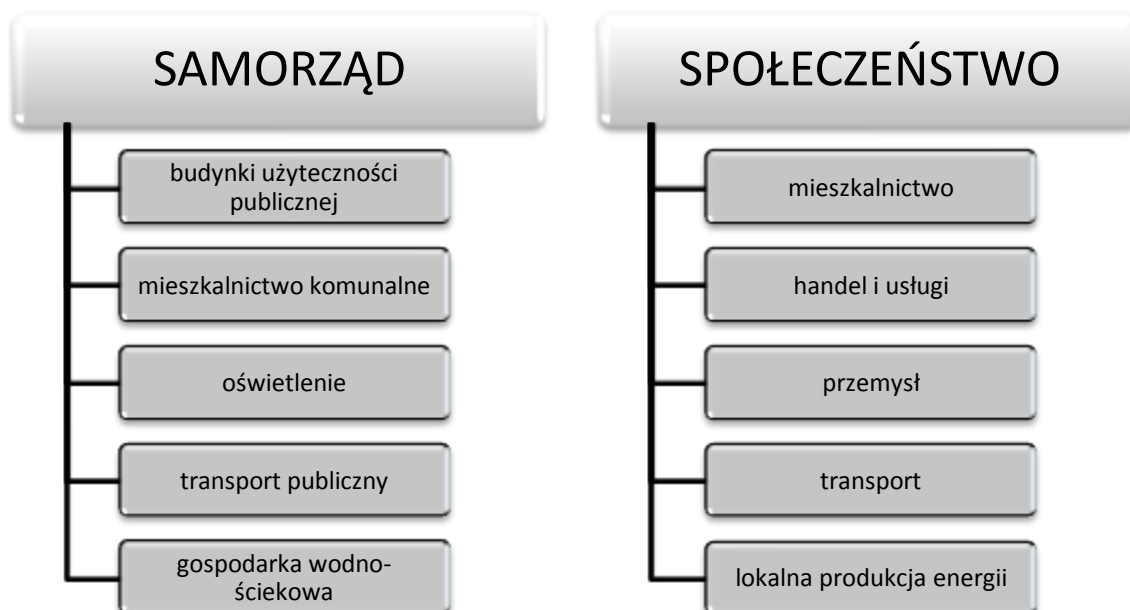 SAMORZĄD
budynki użyteczności
publicznej
mieszkalnictwo komunalne
oświetlenie
transport publiczny
gospodarka wodno-
ściekowa
SPOŁECZEŃSTWO
mieszkalnictwo
handel i usługi
przemysł
transport
lokalna produkcja energii